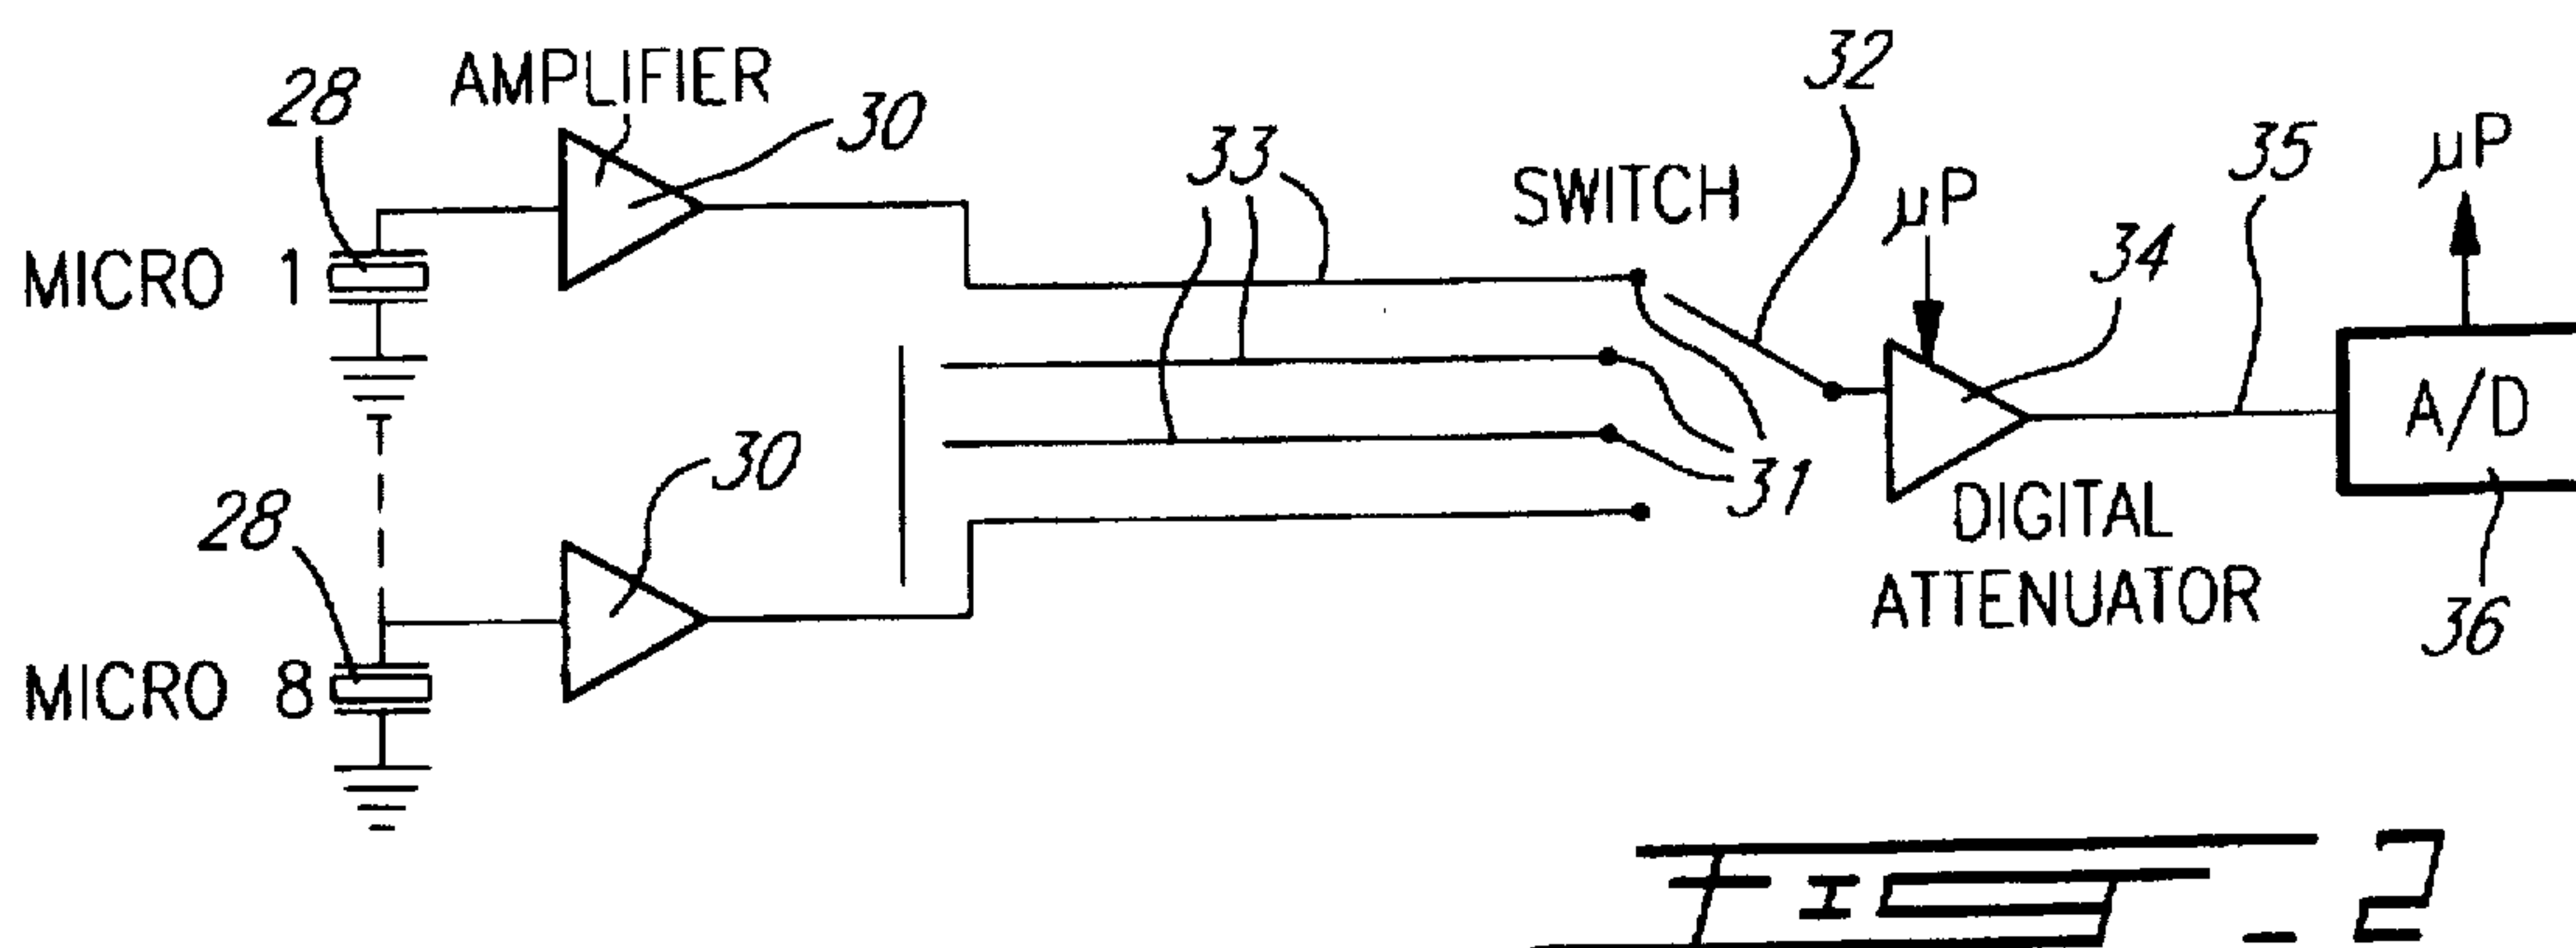 AMPLIFIER
28
30
33
32
SWITCH
µP
35
µP
34
MICRO 1
A/D
31
30
28
DIGITAL
ATTENUATOR
36
MICRO 8
FIG - 2